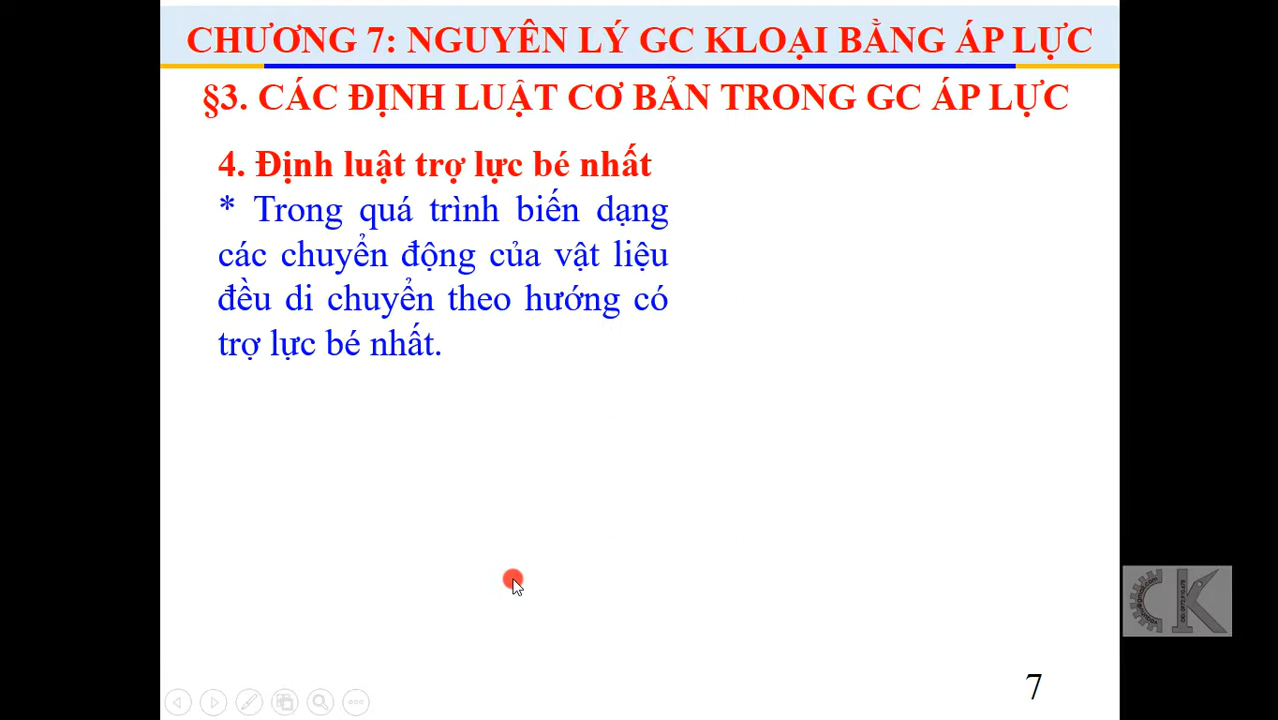 CHƯƠNG 7: NGUYÊN LÝ GC KLOẠI BẰNG ÁP LỰC
§3. CÁC ĐỊNH LUẬT CƠ BẢN TRONG GC ÁP LỰC
4. Định luật trợ lực bé nhất
* Trong quá trình biến dạng
các chuyển động của vật liệu
đều di chuyển theo hướng có
trợ lực bé nhất.
7